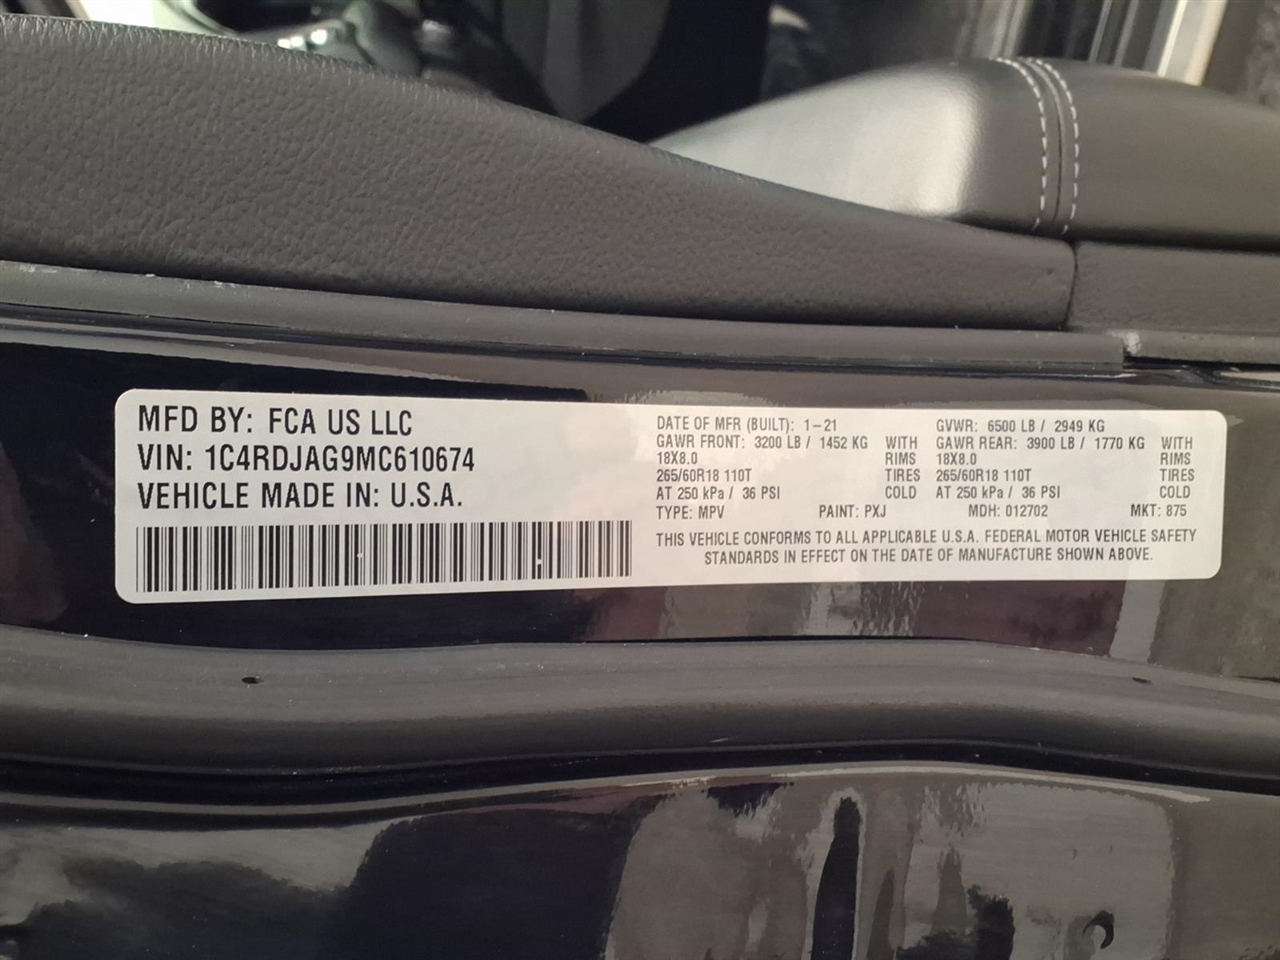 MFD BY: FCA US LLC
VIN: 1C4RDJAG9MC610674
VEHICLE MADE IN: U.S.A.
DATE OF MFR (BUILT): 1-21 GVWR: 6500 LB / 2949 KG
GAWR FRONT: 3200 LB / 1452 KG WITH GAWR REAR: 3900 LB / 1770 KG WITH
18X8.0 RIMS 18X8.0 RIMS
265/60R18 110T TIRES 265/60R18 110T TIRES
AT 250 kPa / 36 PSI COLD AT 250 kPa / 36 PSI COLD
TYPE: MPV PAINT: PXJ MDH: 012702 MKT: 875
THIS VEHICLE CONFORMS TO ALL APPLICABLE U.S.A. FEDERAL MOTOR VEHICLE SAFETY
STANDARDS IN EFFECT ON THE DATE OF MANUFACTURE SHOWN ABOVE.